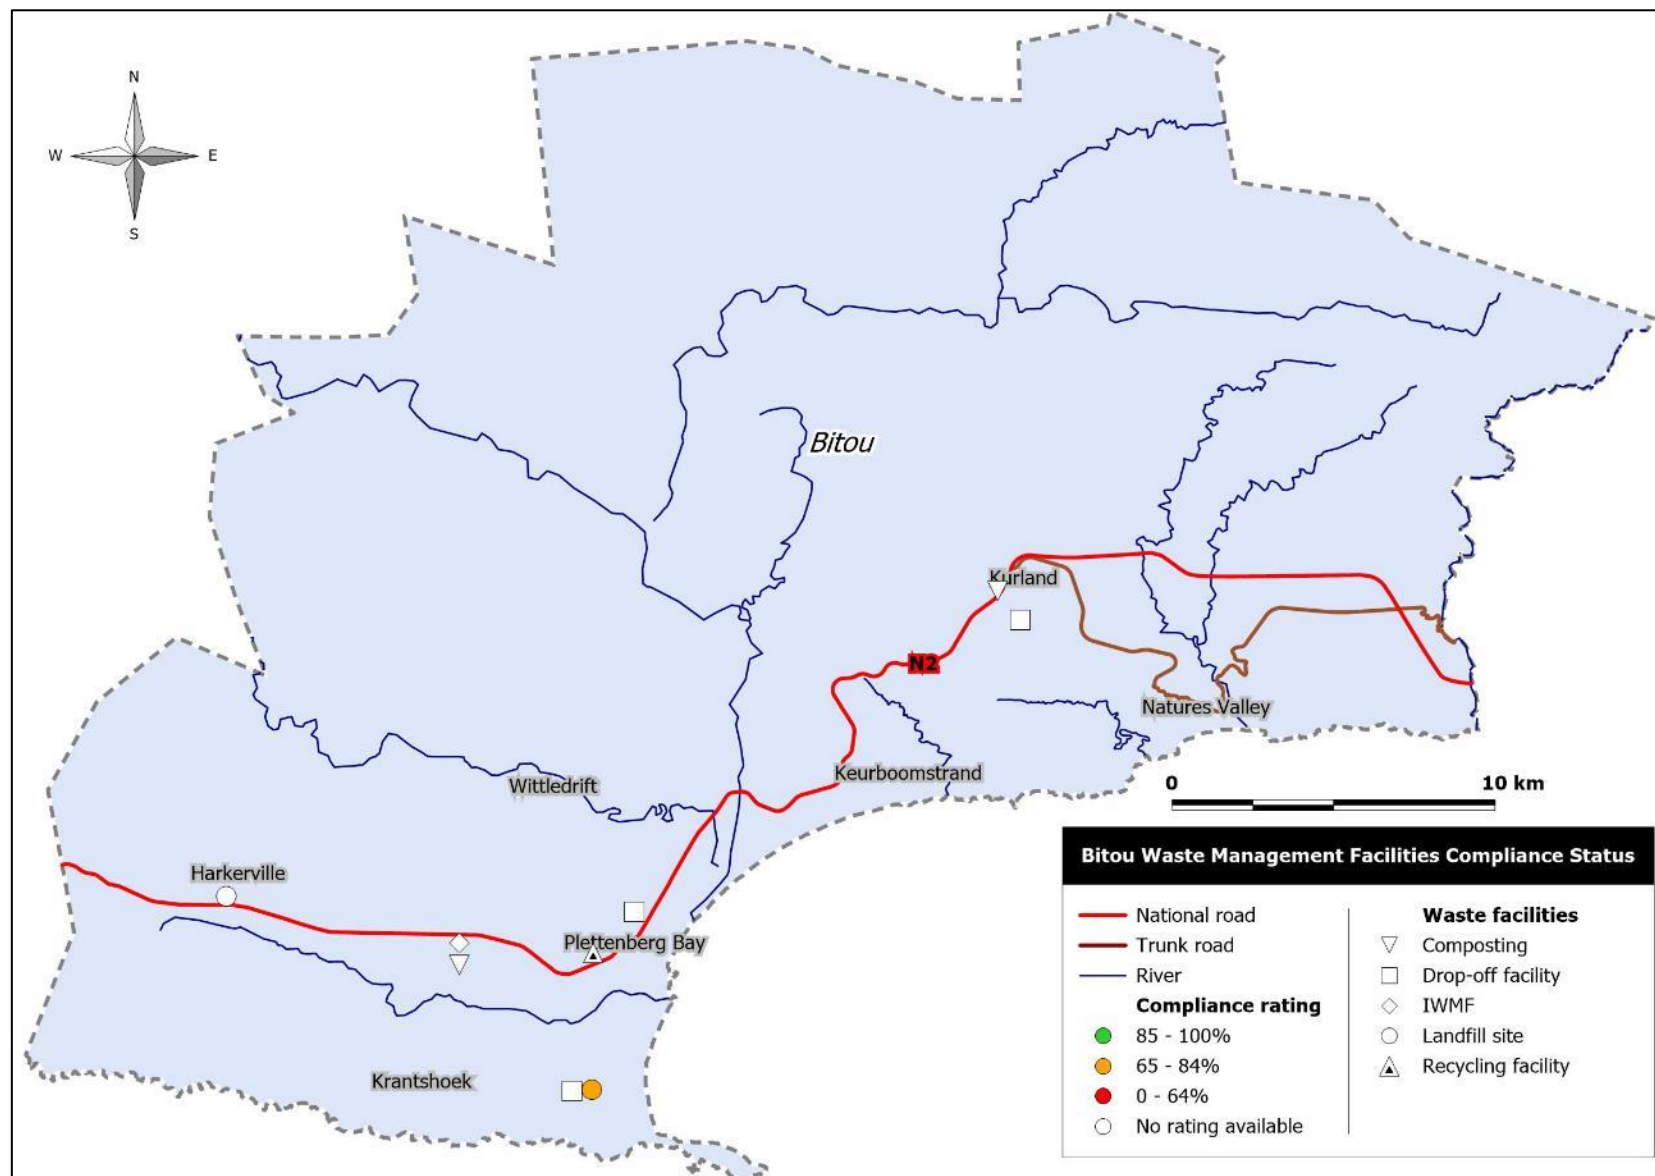 N
W
E
S
Bitou
Kurland
N2
Natures Valley
Keurboomstrand
Wittledrift
Harkerville
Plettenberg Bay
Krantshoek
0
10 km
Bitou Waste Management Facilities Compliance Status
National road
Trunk road
River
Compliance rating
85 - 100%
65 - 84%
0 - 64%
No rating available
Waste facilities
Composting
Drop-off facility
IWMF
Landfill site
Recycling facility